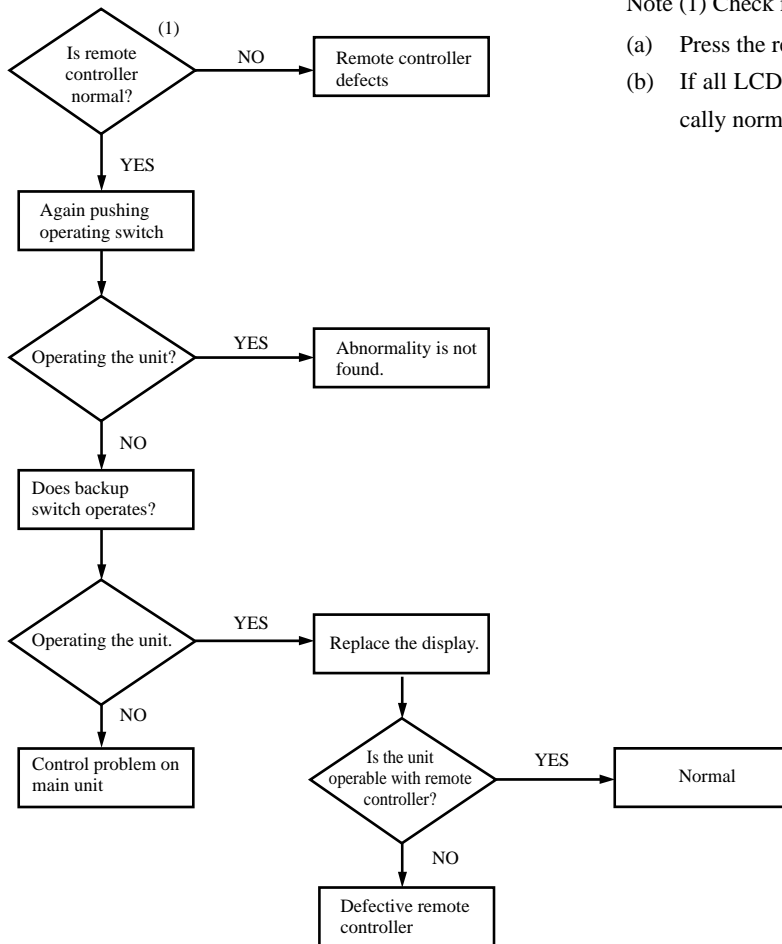 Note (1) Check
(a) Press the
(b) If all LCD
cally
(1)
Is remote
controller
normal?
NO
Remote controller
defects
YES
Again pushing
operating switch
Operating the unit?
YES
Abnormality is not
found.
NO
Does backup
switch operates?
Operating the unit.
YES
Replace the display.
NO
Control problem on
main unit
Is the unit
operable with remote
controller?
YES
Normal
NO
Defective remote
controller